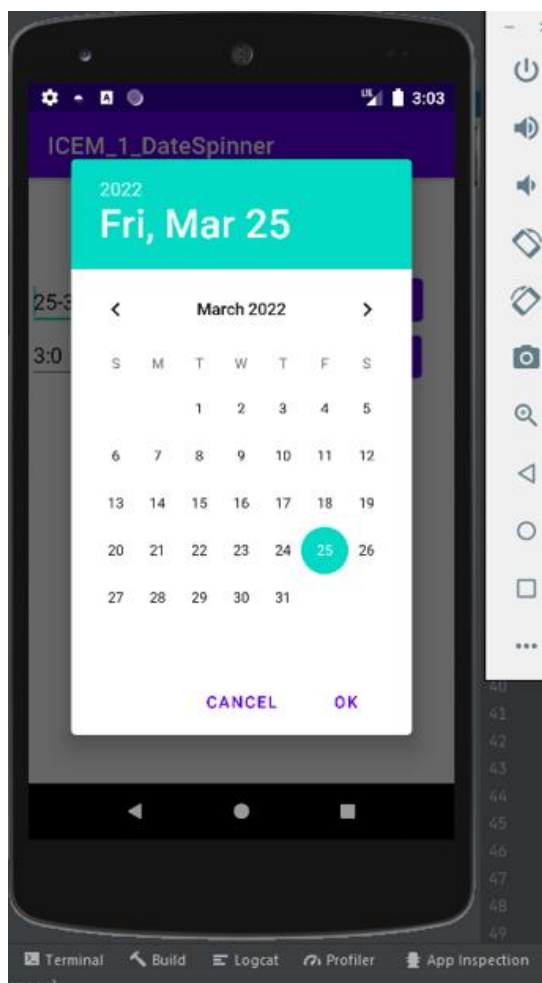 3:03
ICEM_1_DateSpinner
2022
Fri, Mar 25
25-3
March 2022
3:0
S M T W T F S
1 2 3 4 5
6 7 8 9 10 11 12
13 14 15 16 17 18 19
20 21 22 23 24 25 26
27 28 29 30 31
CANCEL OK
40
41
42
43
44
45
46
47
48
49
Terminal Build Logcat Profiler App Inspection